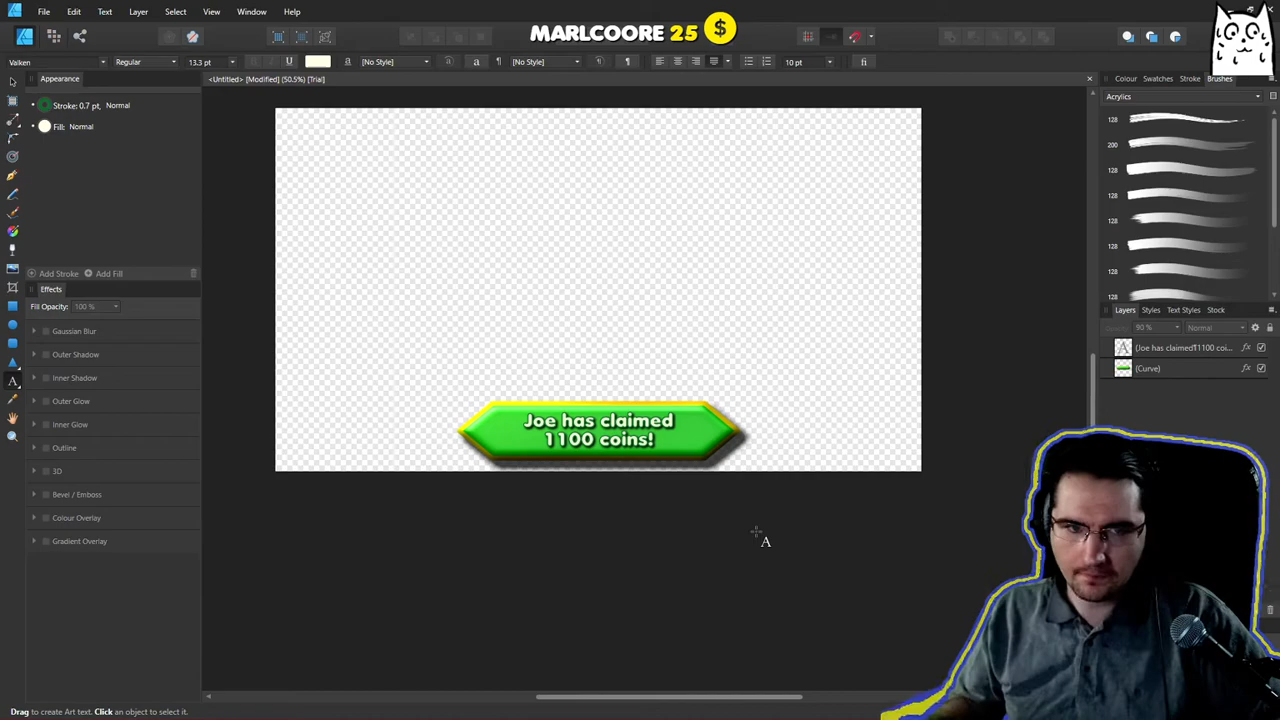 File Edit Text Layer Select View Window Help
MARLCOORE 25 $
Valken Regular 13.3 pt B I U [No Style] [No Style] 10 pt fi
Appearance
<Untitled> [Modified] (50.5%) [Trial]
Colour Swatches Stroke Brushes
Stroke: 0.7 pt, Normal
Fill: Normal
Acrylics
128
200
128
128
128
128
128
128
Add Stroke Add Fill
Effects
Fill Opacity: 100 %
Gaussian Blur
Outer Shadow
Inner Shadow
Outer Glow
Inner Glow
Outline
3D
Bevel / Emboss
Colour Overlay
Gradient Overlay
Layers Styles Text Styles Stock
Opacity: 90 % Normal
(Joe has claimed¶1100 coi...
(Curve)
Joe has claimed
1100 coins!
A
Drag to create Art text. Click an object to select it.